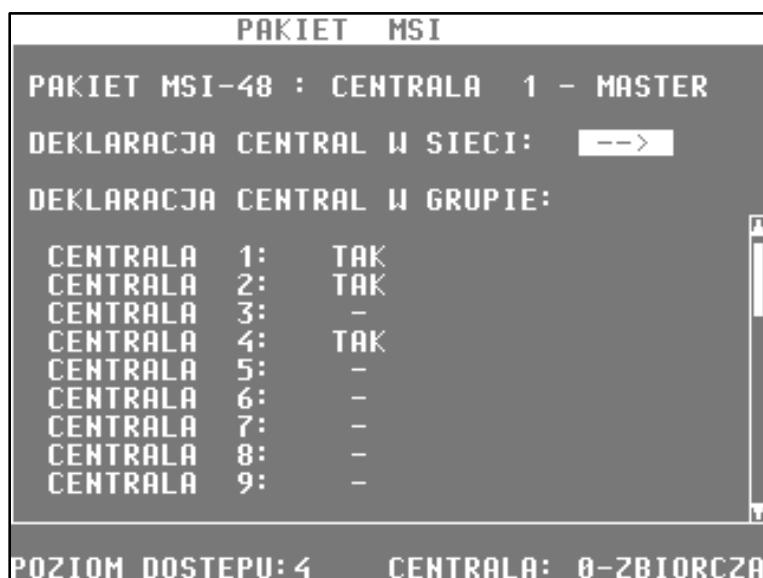 PAKIET MSI
PAKIET MSI-48 : CENTRALA 1 - MASTER
DEKLARACJA CENTRAL W SIECI: -->
DEKLARACJA CENTRAL W GRUPIE:
CENTRALA 1: TAK
CENTRALA 2: TAK
CENTRALA 3: -
CENTRALA 4: TAK
CENTRALA 5: -
CENTRALA 6: -
CENTRALA 7: -
CENTRALA 8: -
CENTRALA 9: -
POZIOM DOSTEPU:4 CENTRALA: 0-ZBIORCZA